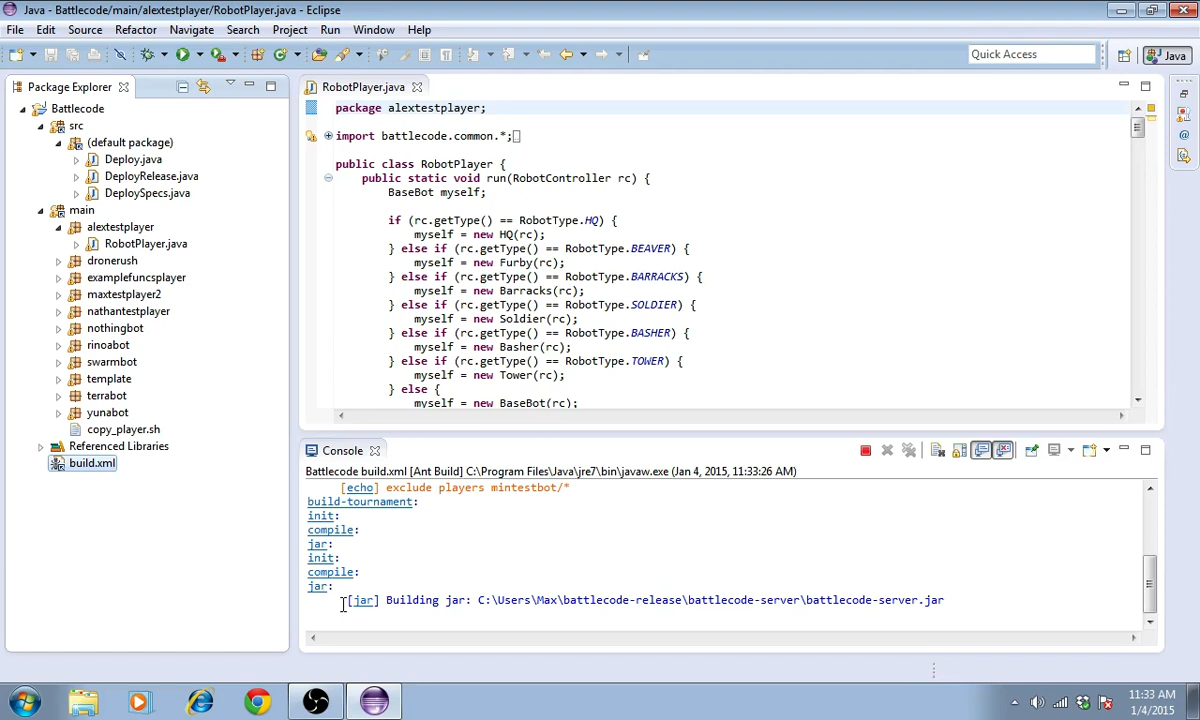 Java - Battlecode/main/alextestplayer/RobotPlayer.java - Eclipse
File Edit Source Refactor Navigate Search Project Run Window Help
Quick Access
Java
Package Explorer
Battlecode
src
(default package)
Deploy.java
DeployRelease.java
DeploySpecs.java
main
alextestplayer
RobotPlayer.java
dronerush
examplefuncsplayer
maxtestplayer2
nathantestplayer
nothingbot
rinoabot
swarmbot
template
terrabot
yunabot
copy_player.sh
Referenced Libraries
build.xml
RobotPlayer.java
package alextestplayer;
import battlecode.common.*;
public class RobotPlayer {
public static void run(RobotController rc) {
BaseBot myself;
if (rc.getType() == RobotType.HQ) {
myself = new HQ(rc);
} else if (rc.getType() == RobotType.BEAVER) {
myself = new Furby(rc);
} else if (rc.getType() == RobotType.BARRACKS) {
myself = new Barracks(rc);
} else if (rc.getType() == RobotType.SOLDIER) {
myself = new Soldier(rc);
} else if (rc.getType() == RobotType.BASHER) {
myself = new Basher(rc);
} else if (rc.getType() == RobotType.TOWER) {
myself = new Tower(rc);
} else {
myself = new BaseBot(rc);
Console
Battlecode build.xml [Ant Build] C:\Program Files\Java\jre7\bin\javaw.exe (Jan 4, 2015, 11:33:26 AM)
[echo] exclude players mintestbot/*
build-tournament:
init:
compile:
jar:
init:
compile:
jar:
[jar] Building jar: C:\Users\Max\battlecode-release\battlecode-server\battlecode-server.jar
11:33 AM
1/4/2015